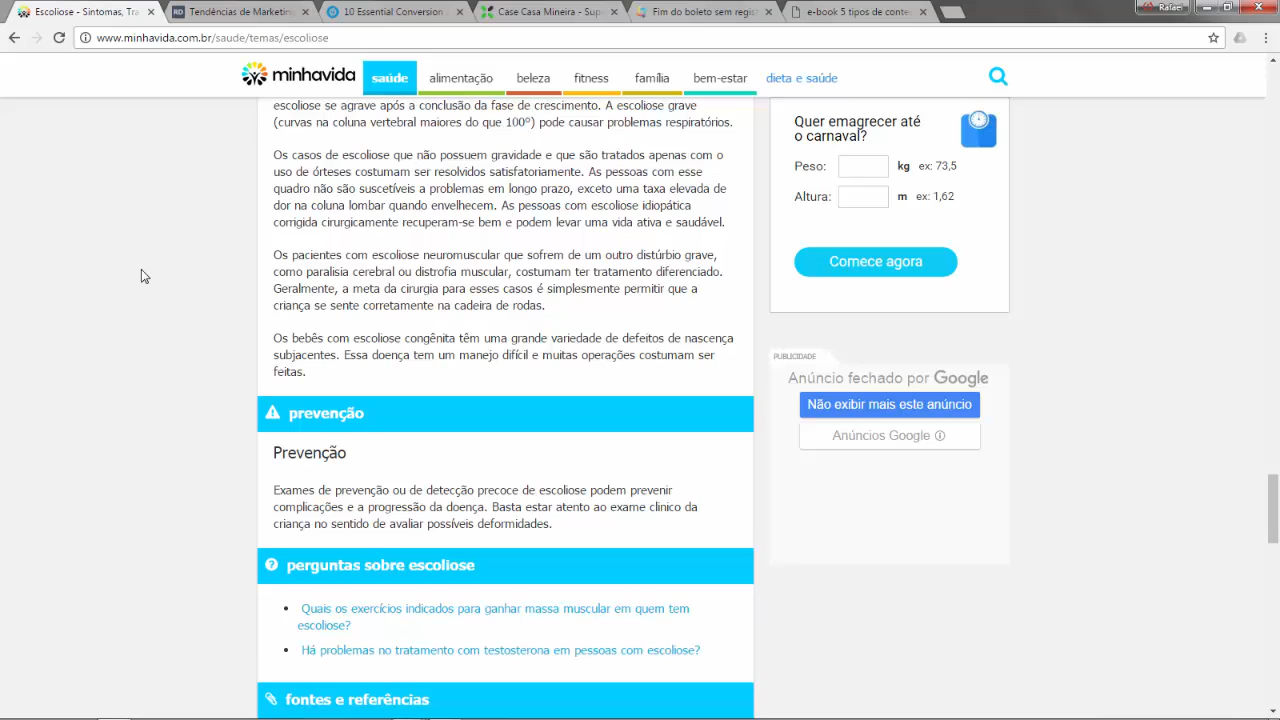 Escoliose - Sintomas, Tra
Tendências de Marketing
10 Essential Conversion
Case Casa Mineira - Sup
Fim do boleto sem regist
e-book 5 tipos de conte
Rafael
www.minhavida.com.br/saude/temas/escoliose
minhavida
saúde
alimentação
beleza
fitness
família
bem-estar
dieta e saúde
escoliose se agrave após a conclusão da fase de crescimento. A escoliose grave
(curvas na coluna vertebral maiores do que 100°) pode causar problemas respiratórios.
Os casos de escoliose que não possuem gravidade e que são tratados apenas com o
uso de órteses costumam ser resolvidos satisfatoriamente. As pessoas com esse
quadro não são suscetíveis a problemas em longo prazo, exceto uma taxa elevada de
dor na coluna lombar quando envelhecem. As pessoas com escoliose idiopática
corrigida cirurgicamente recuperam-se bem e podem levar uma vida ativa e saudável.
Os pacientes com escoliose neuromuscular que sofrem de um outro distúrbio grave,
como paralisia cerebral ou distrofia muscular, costumam ter tratamento diferenciado.
Geralmente, a meta da cirurgia para esses casos é simplesmente permitir que a
criança se sente corretamente na cadeira de rodas.
Os bebês com escoliose congênita têm uma grande variedade de defeitos de nascença
subjacentes. Essa doença tem um manejo difícil e muitas operações costumam ser
feitas.
prevenção
Prevenção
Exames de prevenção ou de detecção precoce de escoliose podem prevenir
complicações e a progressão da doença. Basta estar atento ao exame clinico da
criança no sentido de avaliar possíveis deformidades.
perguntas sobre escoliose
Quais os exercícios indicados para ganhar massa muscular em quem tem
escoliose?
Há problemas no tratamento com testosterona em pessoas com escoliose?
fontes e referências
Quer emagrecer até
o carnaval?
Peso: kg ex: 73,5
Altura: m ex: 1,62
Comece agora
PUBLICIDADE
Anúncio fechado por Google
Não exibir mais este anúncio
Anúncios Google